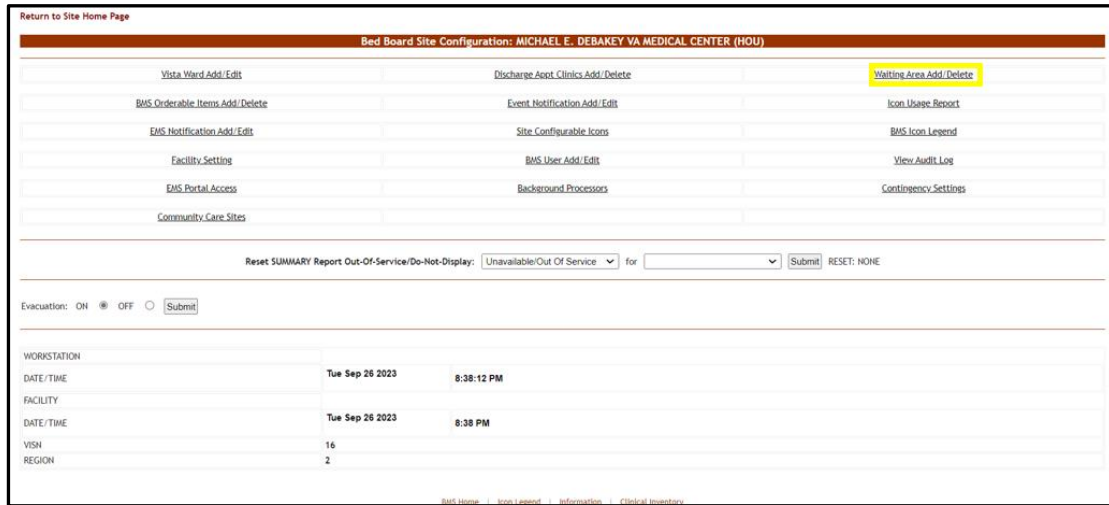 Return to Site Home Page
Bed Board Site Configuration: MICHAEL E. DEBAKEY VA MEDICAL CENTER (HOU)
Vista Ward Add/Edit Discharge Appt Clinics Add/Delete Waiting Area Add/Delete
BMS Orderable Items Add/Delete Event Notification Add/Edit Icon Usage Report
EMS Notification Add/Edit Site Configurable Icons BMS Icon Legend
Facility Setting BMS User Add/Edit View Audit Log
EMS Portal Access Background Processors Contingency Settings
Community Care Sites
Reset SUMMARY Report Out-Of-Service/Do-Not-Display: Unavailable/Out Of Service for Submit RESET: NONE
Evacuation: ON OFF Submit
WORKSTATION
DATE/TIME Tue Sep 26 2023 8:38:12 PM
FACILITY
DATE/TIME Tue Sep 26 2023 8:38 PM
VISN 16
REGION 2
BMS Home | Icon Legend | Information | Clinical Inventory